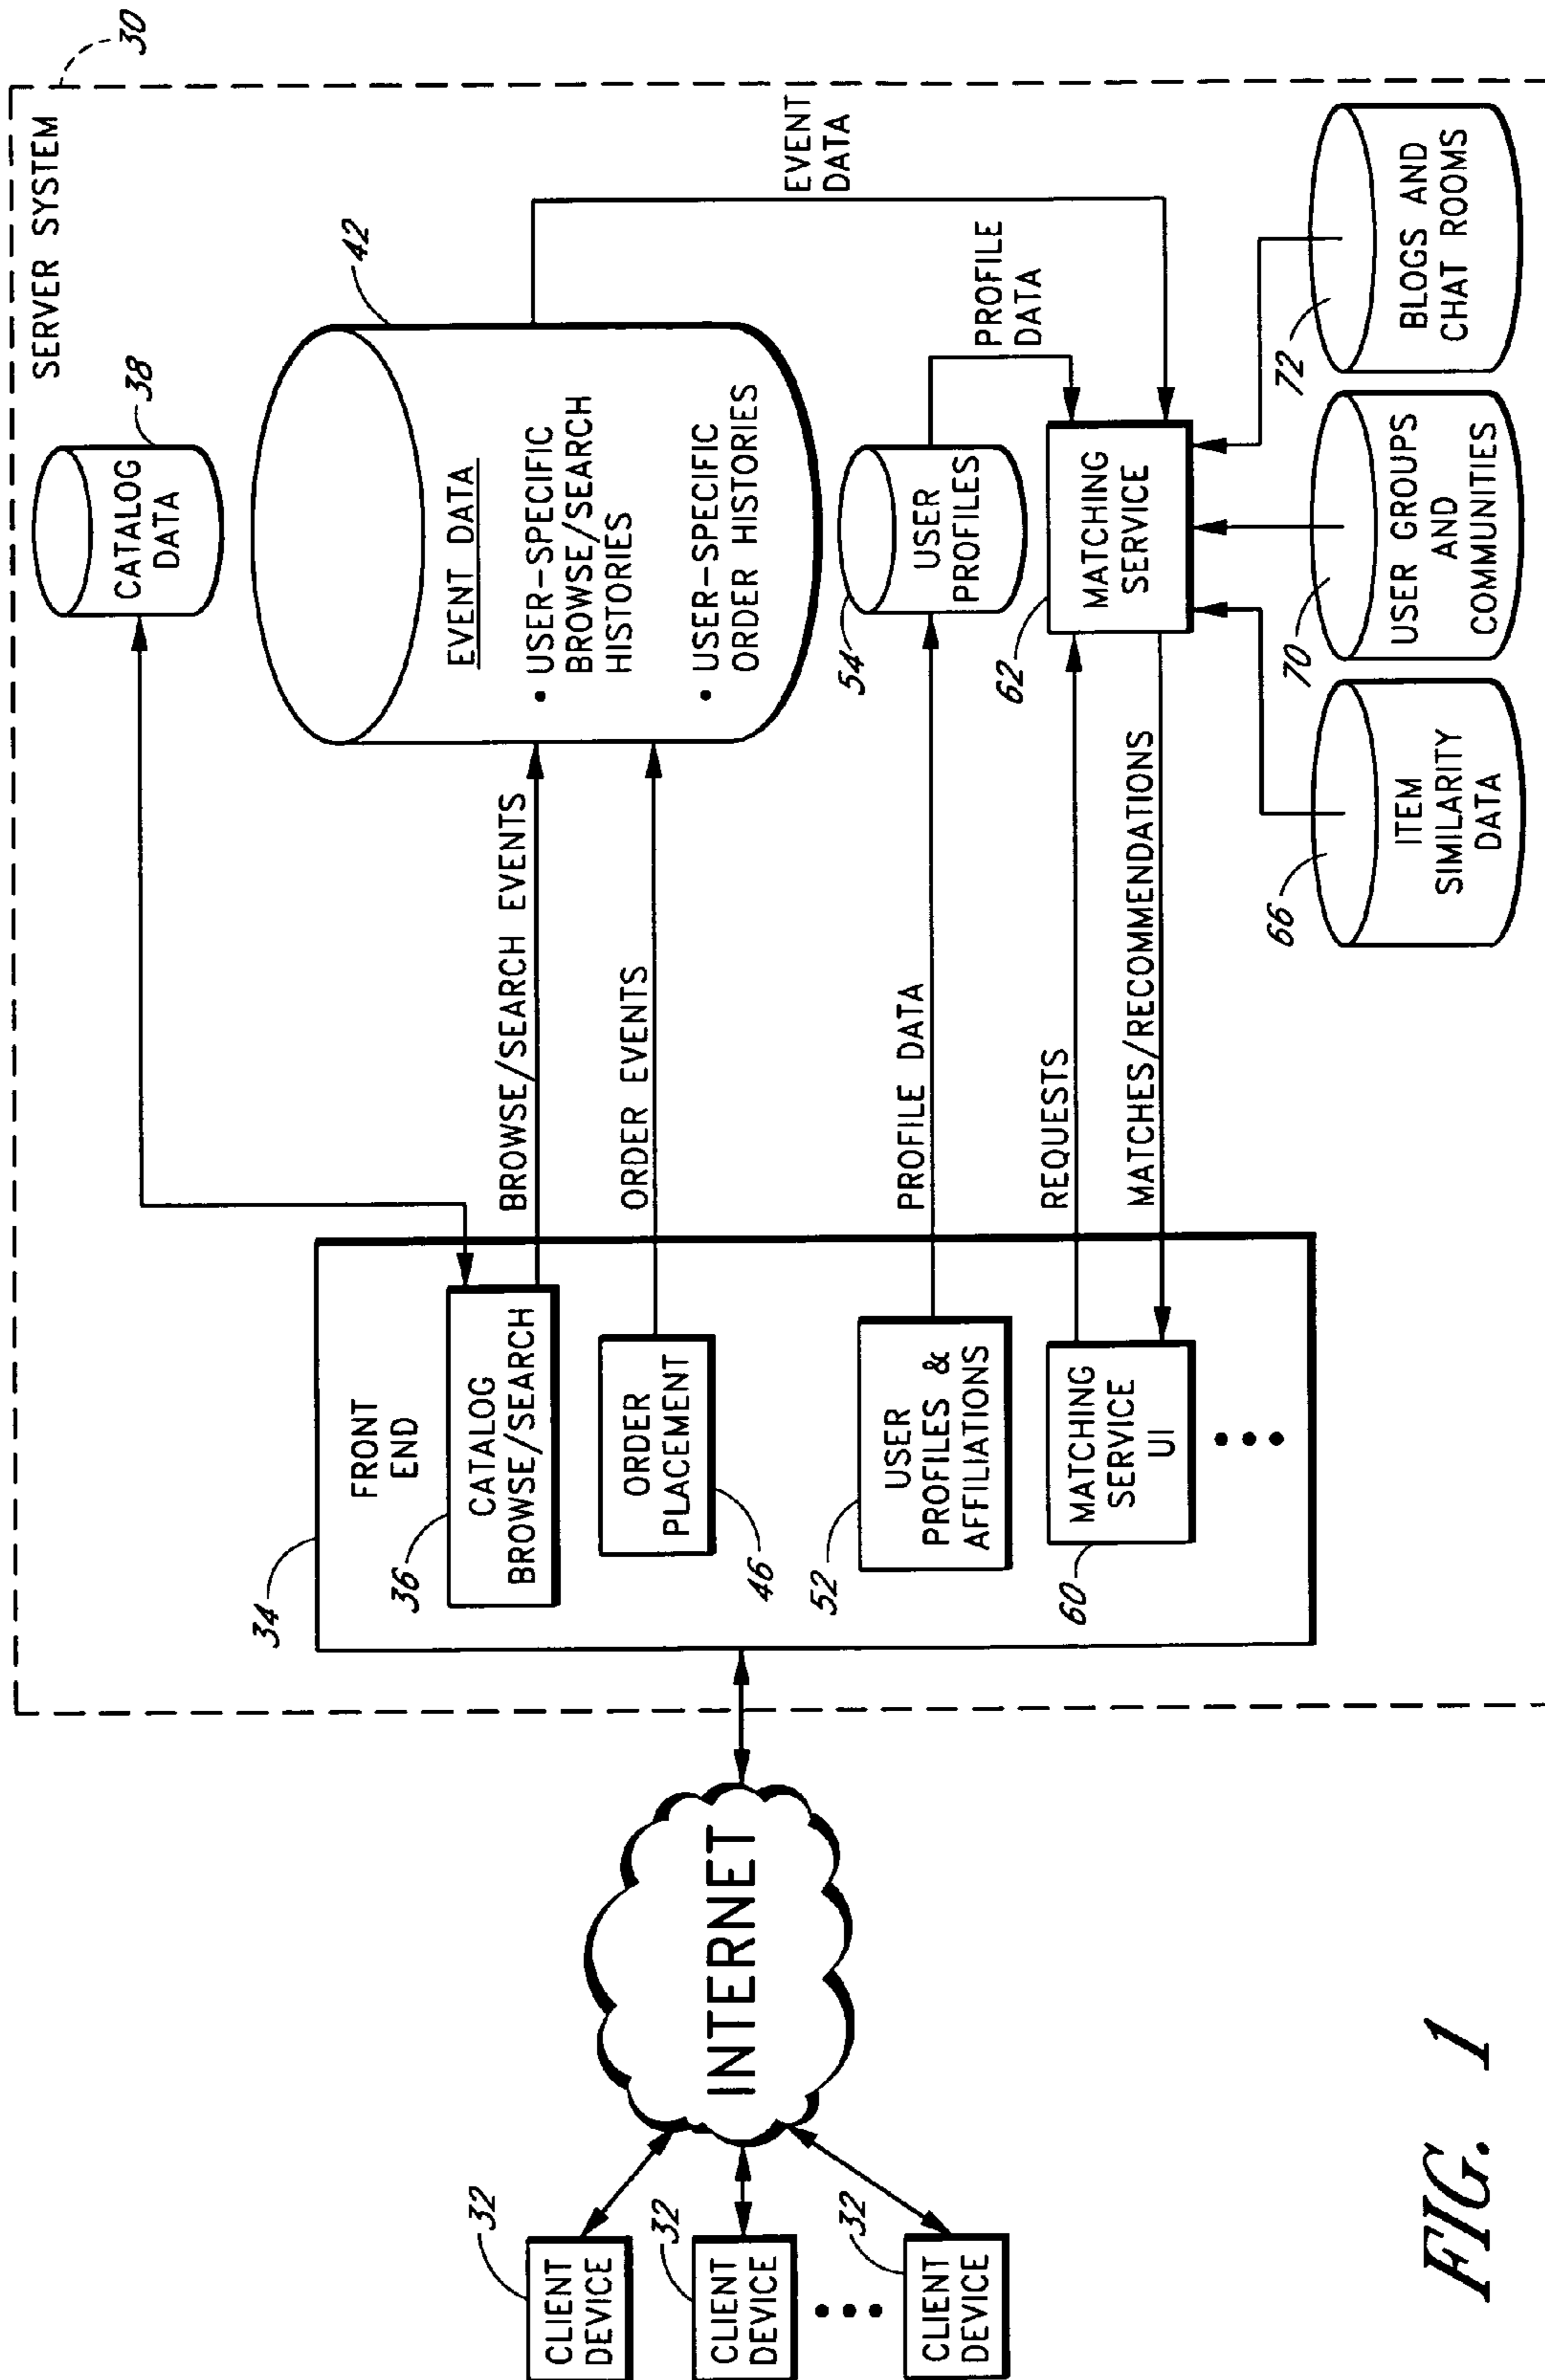 30
SERVER SYSTEM
CATALOG
DATA
38
42
EVENT DATA
• USER-SPECIFIC
BROWSE/SEARCH
HISTORIES
• USER-SPECIFIC
ORDER HISTORIES
EVENT
DATA
34
FRONT
END
36
CATALOG
BROWSE/SEARCH
BROWSE/SEARCH EVENTS
ORDER
PLACEMENT
46
ORDER EVENTS
52
USER
PROFILES &
AFFILIATIONS
PROFILE DATA
54
USER
PROFILES
PROFILE
DATA
60
MATCHING
SERVICE
UI
REQUESTS
MATCHES/RECOMMENDATIONS
62
MATCHING
SERVICE
66
ITEM
SIMILARITY
DATA
70
USER GROUPS
AND
COMMUNITIES
72
BLOGS AND
CHAT ROOMS
INTERNET
32
CLIENT
DEVICE
32
CLIENT
DEVICE
32
CLIENT
DEVICE
FIG. 1